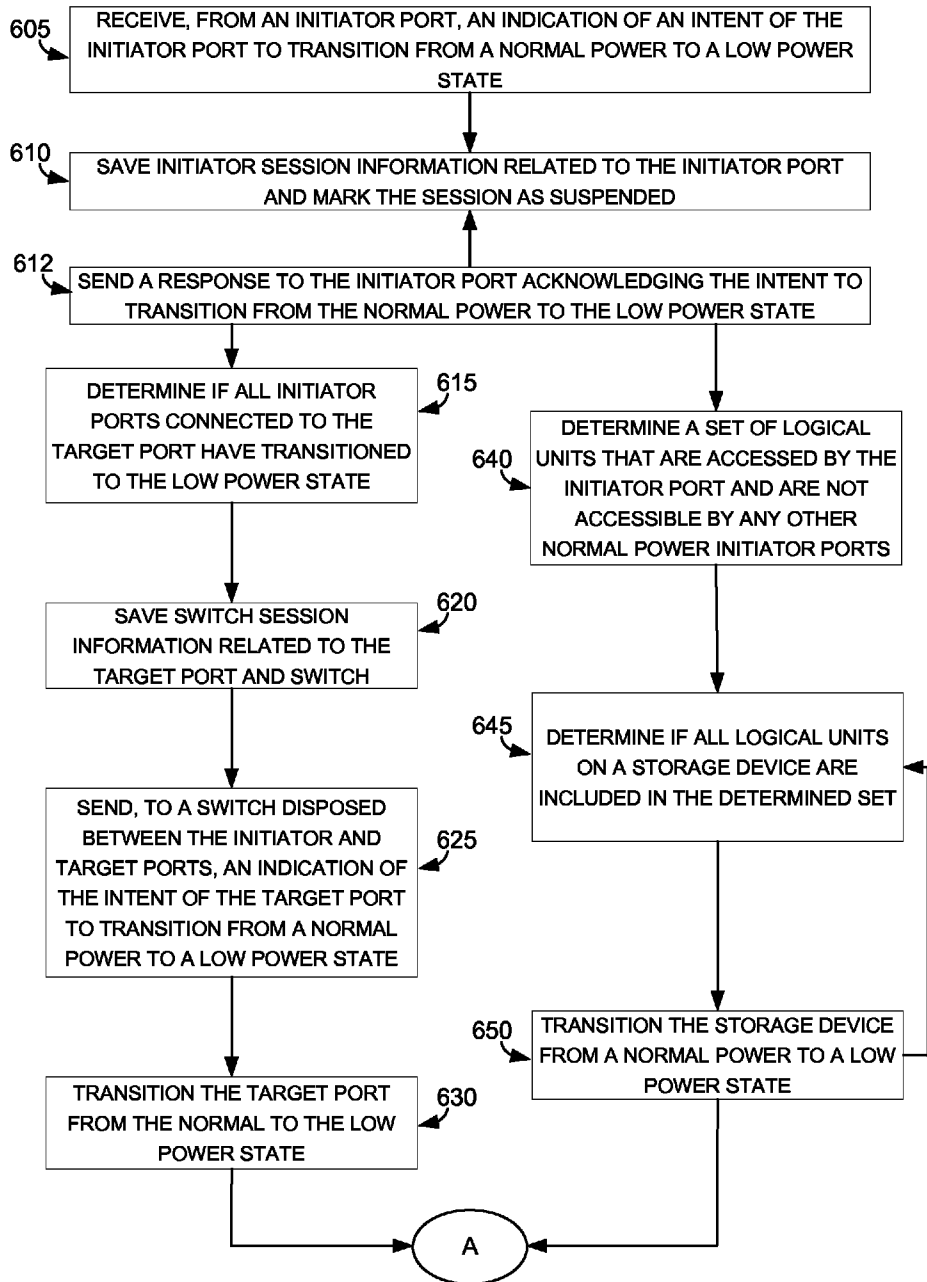 605
RECEIVE, FROM AN INITIATOR PORT, AN INDICATION OF AN INTENT OF THE
INITIATOR PORT TO TRANSITION FROM A NORMAL POWER TO A LOW POWER
STATE
610
SAVE INITIATOR SESSION INFORMATION RELATED TO THE INITIATOR PORT
AND MARK THE SESSION AS SUSPENDED
612
SEND A RESPONSE TO THE INITIATOR PORT ACKNOWLEDGING THE INTENT TO
TRANSITION FROM THE NORMAL POWER TO THE LOW POWER STATE
615
DETERMINE IF ALL INITIATOR
PORTS CONNECTED TO THE
TARGET PORT HAVE TRANSITIONED
TO THE LOW POWER STATE
620
SAVE SWITCH SESSION
INFORMATION RELATED TO THE
TARGET PORT AND SWITCH
625
SEND, TO A SWITCH DISPOSED
BETWEEN THE INITIATOR AND
TARGET PORTS, AN INDICATION OF
THE INTENT OF THE TARGET PORT
TO TRANSITION FROM A NORMAL
POWER TO A LOW POWER STATE
630
TRANSITION THE TARGET PORT
FROM THE NORMAL TO THE LOW
POWER STATE
640
DETERMINE A SET OF LOGICAL
UNITS THAT ARE ACCESSED BY THE
INITIATOR PORT AND ARE NOT
ACCESSIBLE BY ANY OTHER
NORMAL POWER INITIATOR PORTS
645
DETERMINE IF ALL LOGICAL UNITS
ON A STORAGE DEVICE ARE
INCLUDED IN THE DETERMINED SET
650
TRANSITION THE STORAGE DEVICE
FROM A NORMAL POWER TO A LOW
POWER STATE
A